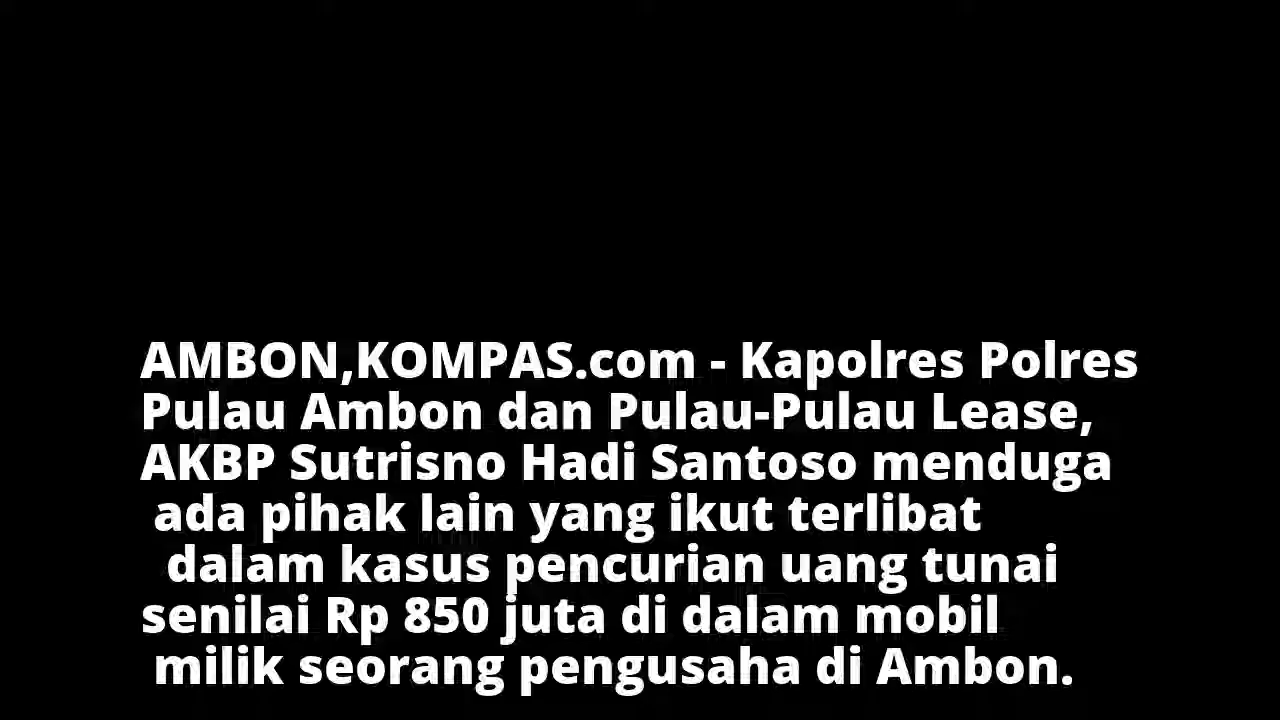 AMBON,KOMPAS.com - Kapolres Polres
Pulau Ambon dan Pulau-Pulau Lease,
AKBP Sutrisno Hadi Santoso menduga
ada pihak lain yang ikut terlibat
dalam kasus pencurian uang tunai
senilai Rp 850 juta di dalam mobil
milik seorang pengusaha di Ambon.